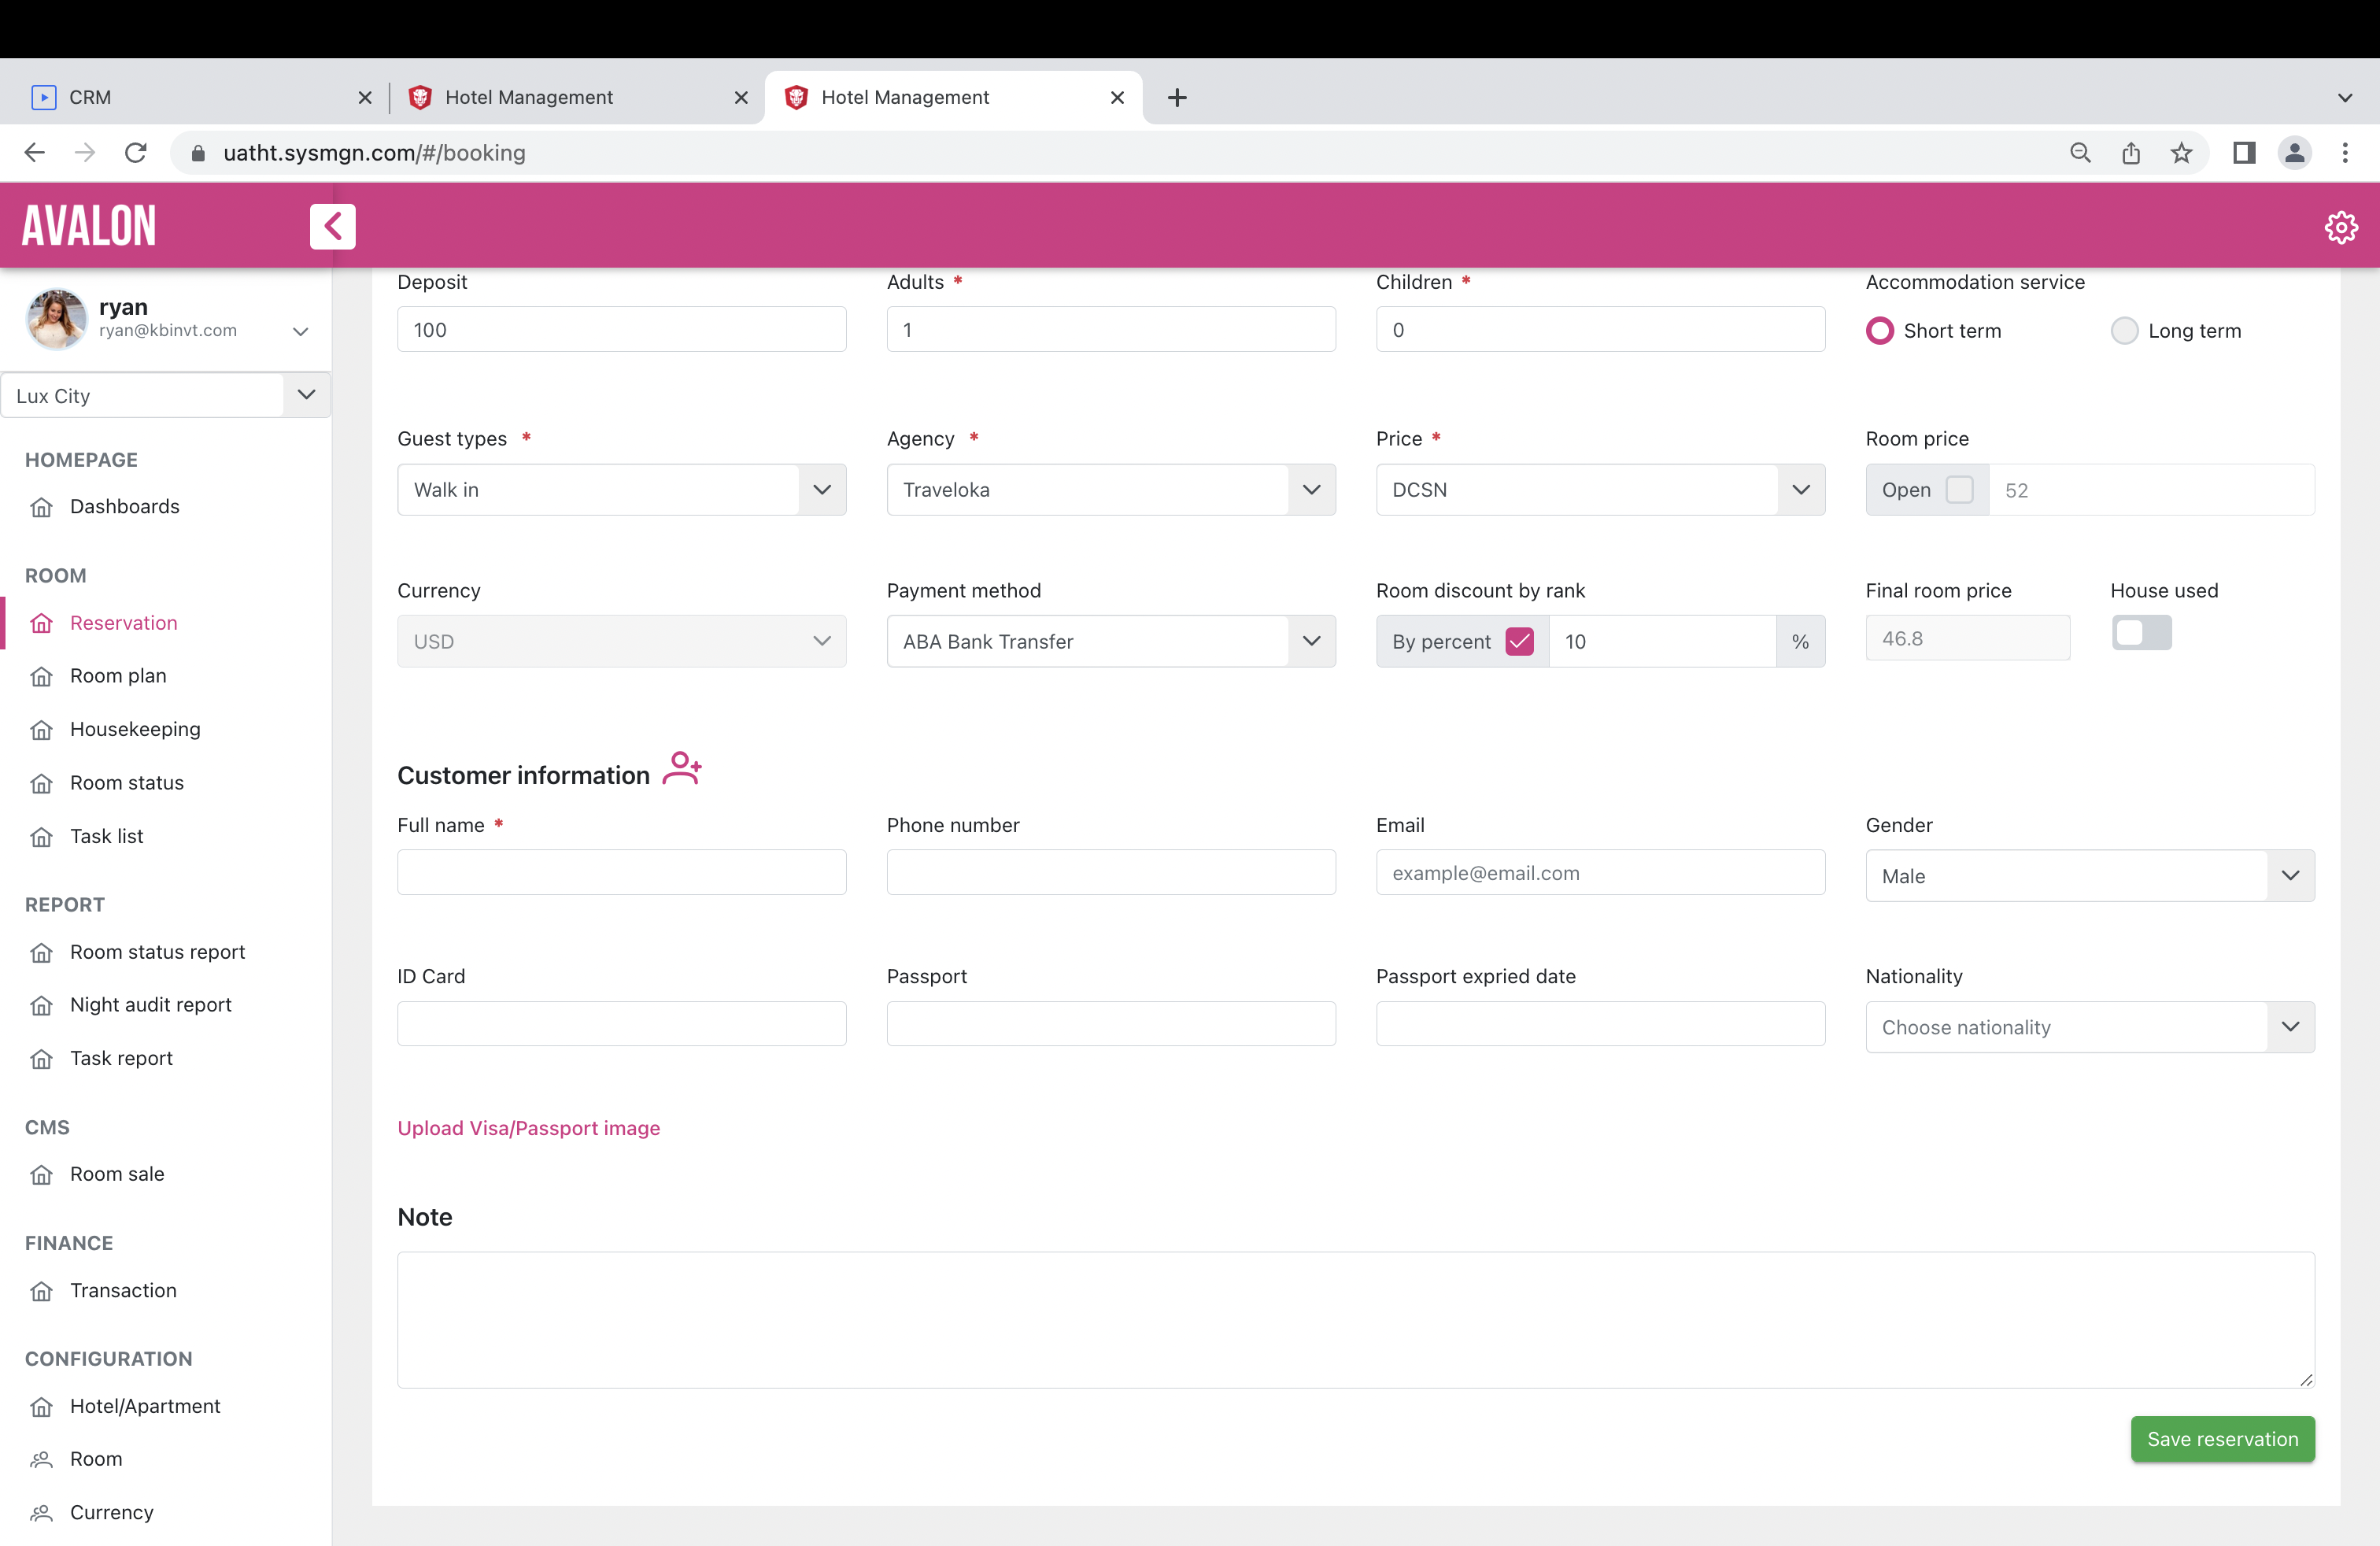 CRM
Hotel Management
Hotel Management
uatht.sysmgn.com/#/booking
AVALON
ryan
ryan@kbinvt.com
Lux City
HOMEPAGE
Dashboards
ROOM
Reservation
Room plan
Housekeeping
Room status
Task list
REPORT
Room status report
Night audit report
Task report
CMS
Room sale
FINANCE
Transaction
CONFIGURATION
Hotel/Apartment
Room
Currency
Deposit
100
Adults *
1
Children *
0
Accommodation service
Short term
Long term
Guest types *
Walk in
Agency *
Traveloka
Price *
DCSN
Room price
Open
52
Currency
USD
Payment method
ABA Bank Transfer
Room discount by rank
By percent
10
%
Final room price
46.8
House used
Customer information
Full name *
Phone number
Email
example@email.com
Gender
Male
ID Card
Passport
Passport expried date
Nationality
Choose nationality
Upload Visa/Passport image
Note
Save reservation